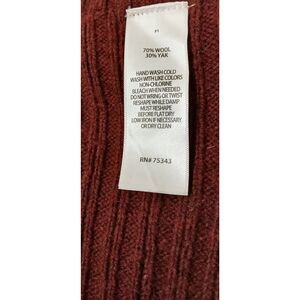 70% WOOL
30% YAK
HAND WASH COLD
WASH WITH LIKE COLORS
NON-CHLORINE
BLEACH WHEN NEEDED
DO NOT WRING OR TWIST
RESHAPE WHILE DAMP
MUST RESHAPE
BEFORE FLAT DRY
LOW IRON IF NECESSARY
OR DRY CLEAN
RN# 75343